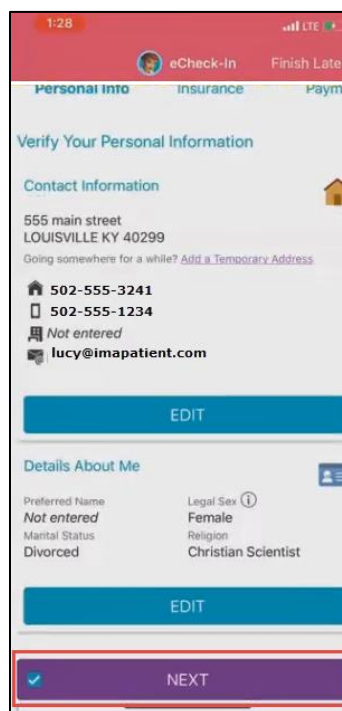 1:28 LTE
eCheck-In Finish Late
Personal Info Insurance Paym
Verify Your Personal Information
Contact Information
555 main street
LOUISVILLE KY 40299
Going somewhere for a while? Add a Temporary Address
502-555-3241
502-555-1234
Not entered
lucy@imapatient.com
EDIT
Details About Me
Preferred Name Legal Sex
Not entered Female
Marital Status Religion
Divorced Christian Scientist
EDIT
NEXT